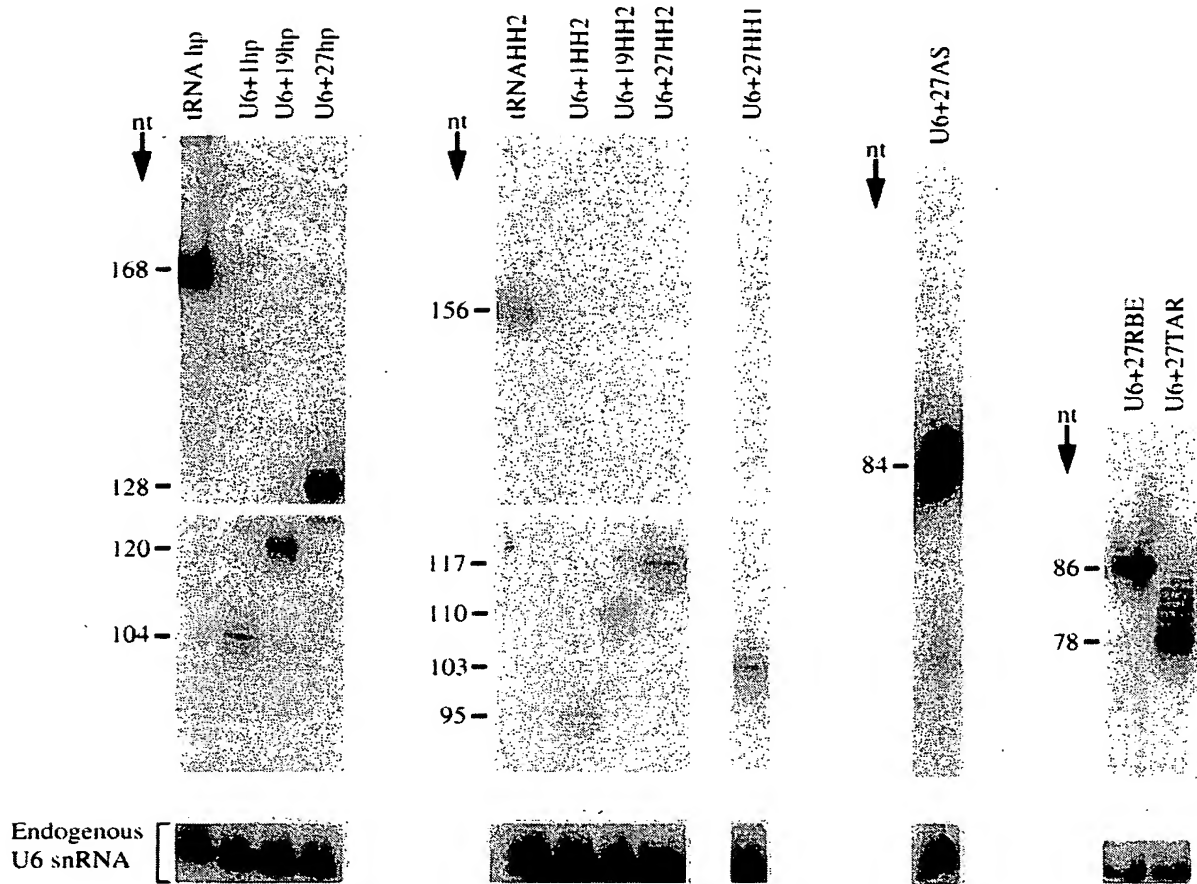 nt
tRNA hp
U6+1hp
U6+19hp
U6+27hp
168
128
120
104
nt
tRNAHH2
U6+1HH2
U6+19HH2
U6+27HH2
U6+27HH1
156
117
110
103
95
nt
U6+27AS
84
nt
U6+27RBE
U6+27TAR
86
78
Endogenous
U6 snRNA